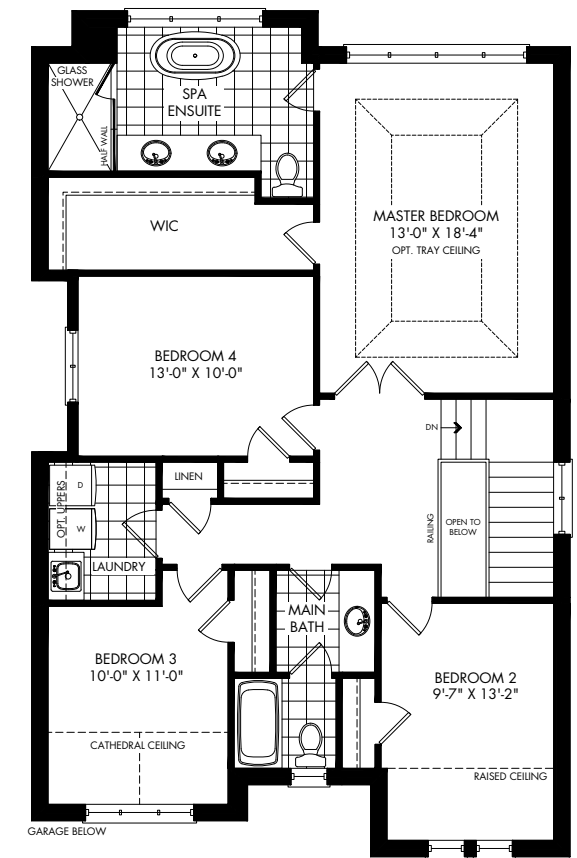 GLASS
SHOWER
SPA
ENSUITE
HALF WALL
WIC
MASTER BEDROOM
13'-0" X 18'-4"
OPT. TRAY CEILING
BEDROOM 4
13'-0" X 10'-0"
DN
LINEN
OPT. UPPERS
D
W
LAUNDRY
RAILING
OPEN TO
BELOW
MAIN
BATH
BEDROOM 3
10'-0" X 11'-0"
CATHEDRAL CEILING
BEDROOM 2
9'-7" X 13'-2"
RAISED CEILING
GARAGE BELOW